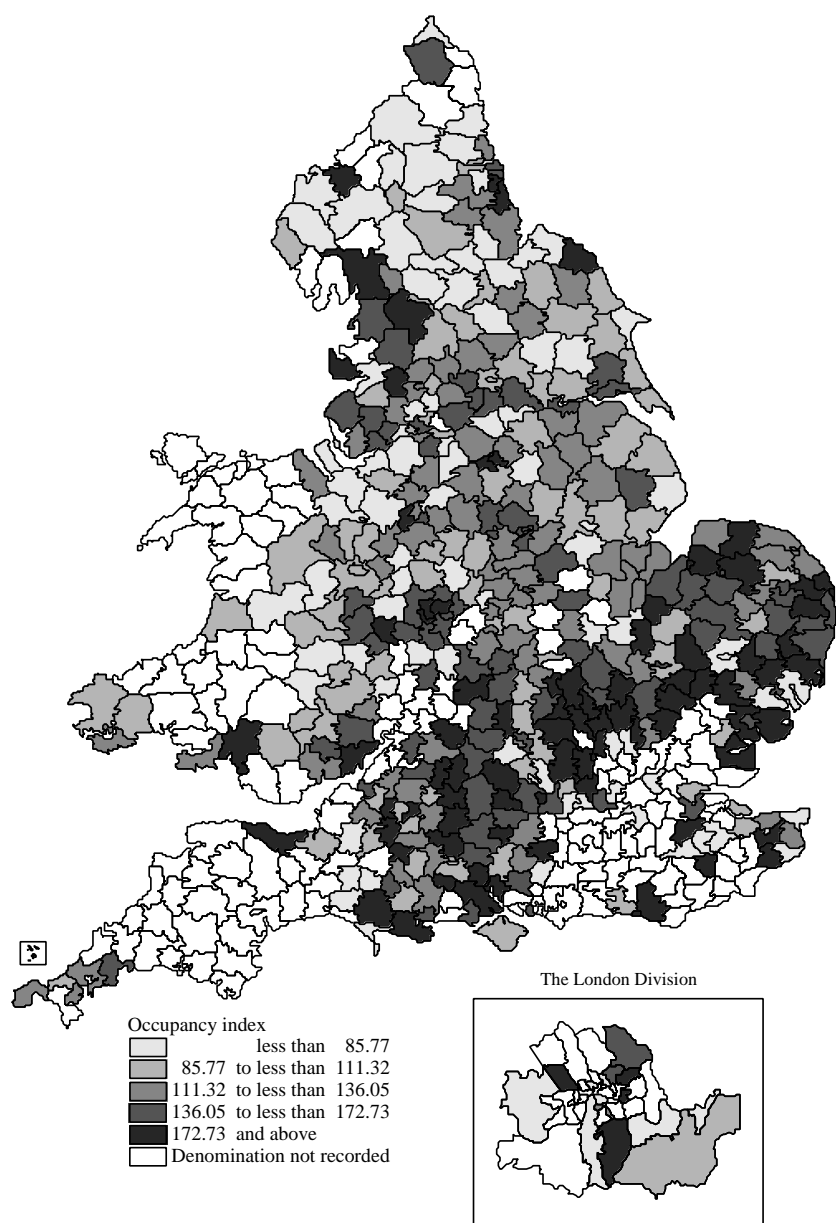 The London Division
Occupancy index
less than 85.77
85.77 to less than 111.32
111.32 to less than 136.05
136.05 to less than 172.73
172.73 and above
Denomination not recorded